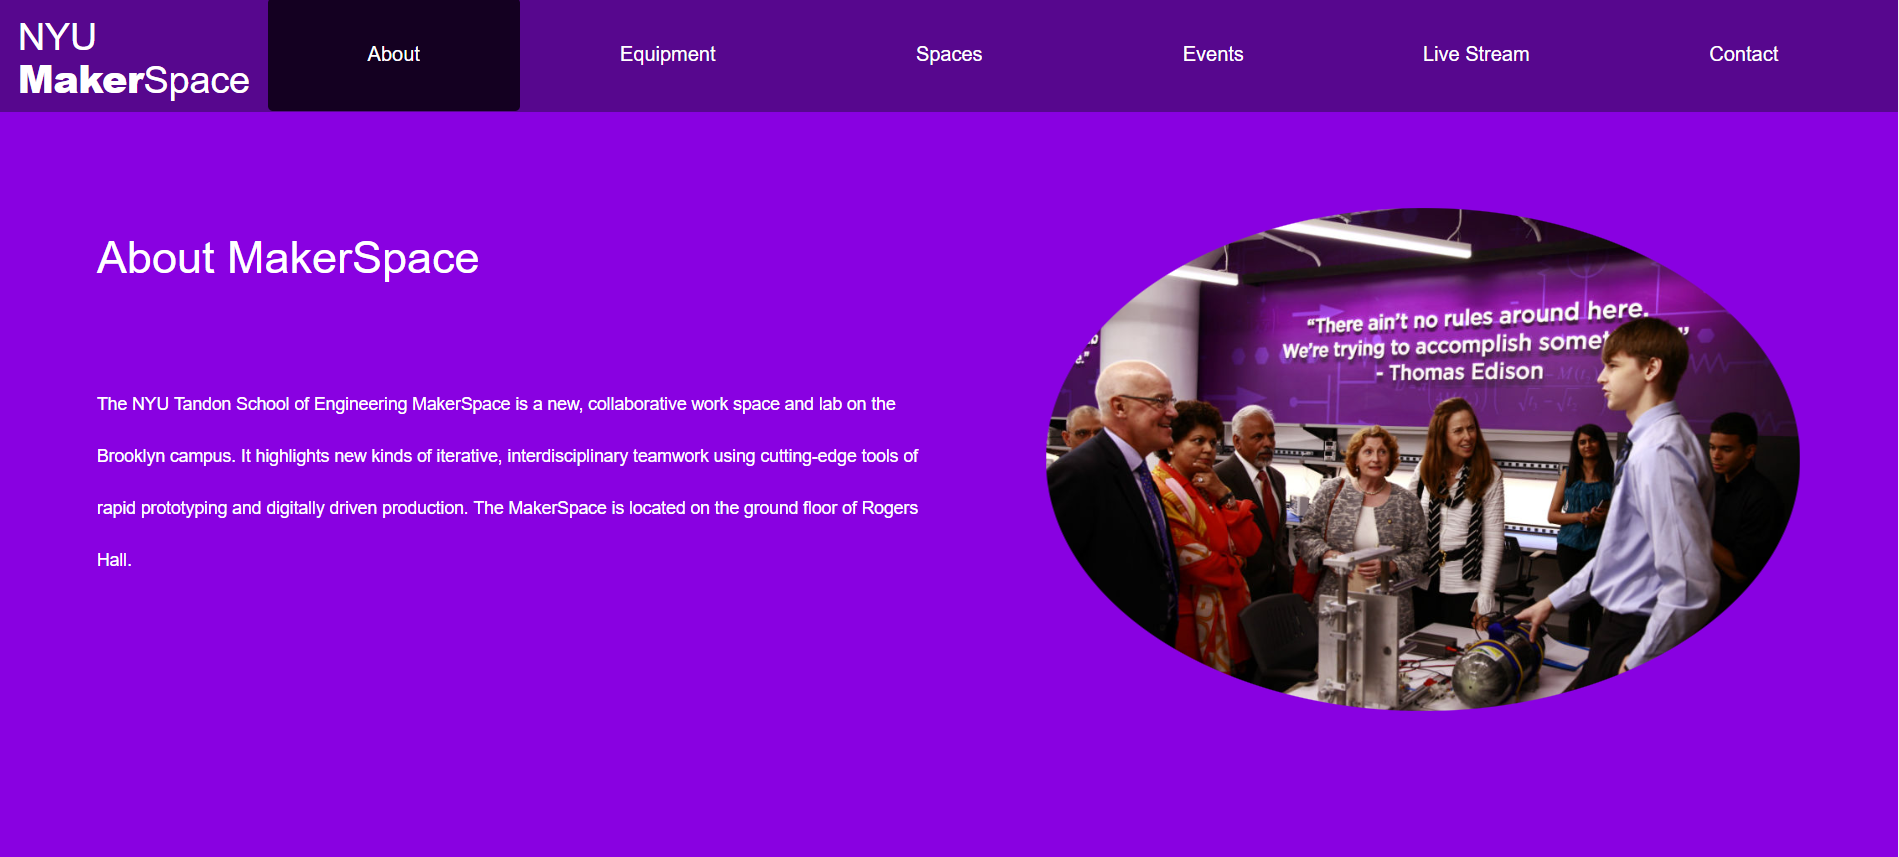 NYU
MakerSpace
About
Equipment
Spaces
Events
Live Stream
Contact
About MakerSpace
The NYU Tandon School of Engineering MakerSpace is a new, collaborative work space and lab on the
Brooklyn campus. It highlights new kinds of iterative, interdisciplinary teamwork using cutting-edge tools of
rapid prototyping and digitally driven production. The MakerSpace is located on the ground floor of Rogers
Hall.
“There ain’t no rules around here.
We’re trying to accomplish
- Thomas Edison